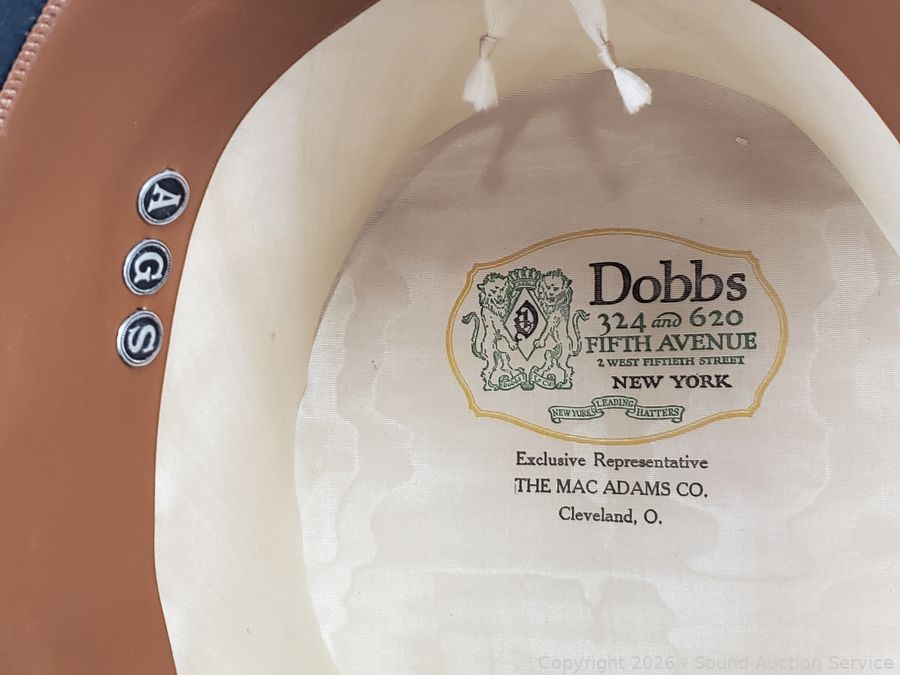 A
G
S
D
Dobbs
324 and 620
FIFTH AVENUE
2 WEST FIFTIETH STREET
NEW YORK
NEW YORK'S LEADING HATTERS
Exclusive Representative
THE MAC ADAMS CO.
Cleveland, O.
Copyright 2026 - Sound Auction Service